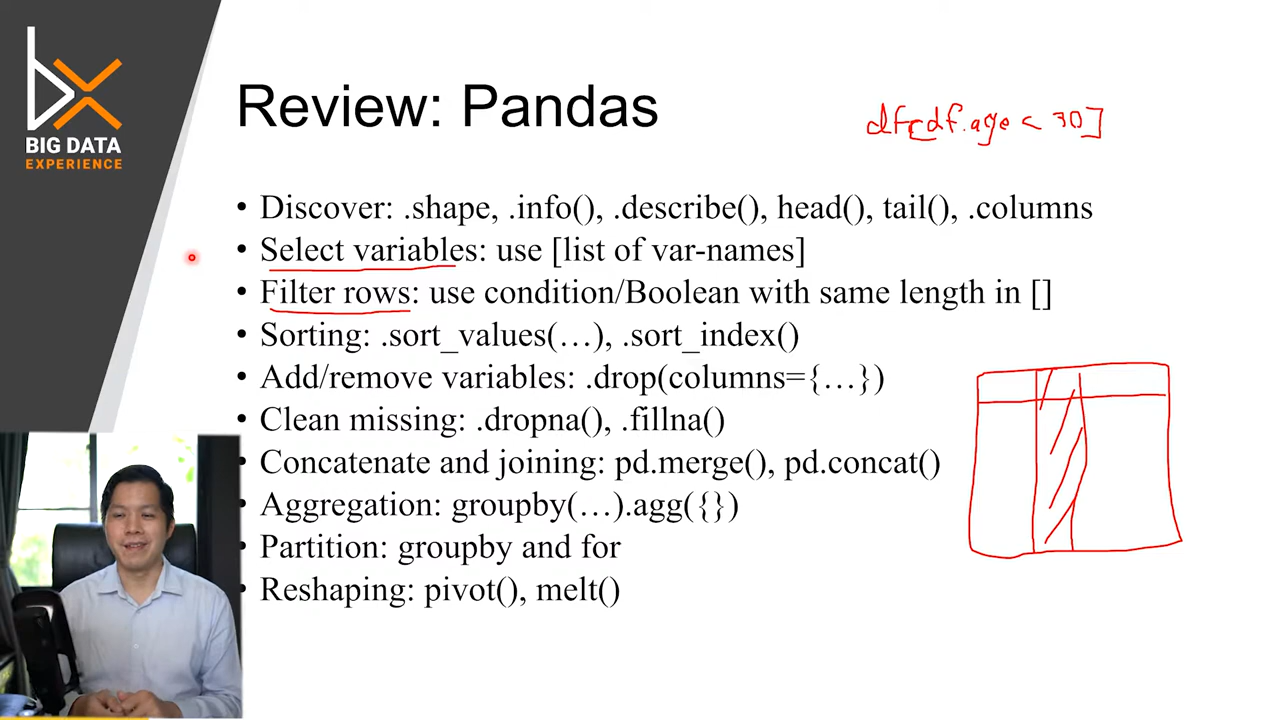 bx
BIG DATA
EXPERIENCE
Review: Pandas
df[df.age < 30]
• Discover: .shape, .info(), .describe(), head(), tail(), .columns
• Select variables: use [list of var-names]
• Filter rows: use condition/Boolean with same length in []
• Sorting: .sort_values(…), .sort_index()
• Add/remove variables: .drop(columns={…})
• Clean missing: .dropna(), .fillna()
• Concatenate and joining: pd.merge(), pd.concat()
• Aggregation: groupby(…).agg({})
• Partition: groupby and for
• Reshaping: pivot(), melt()